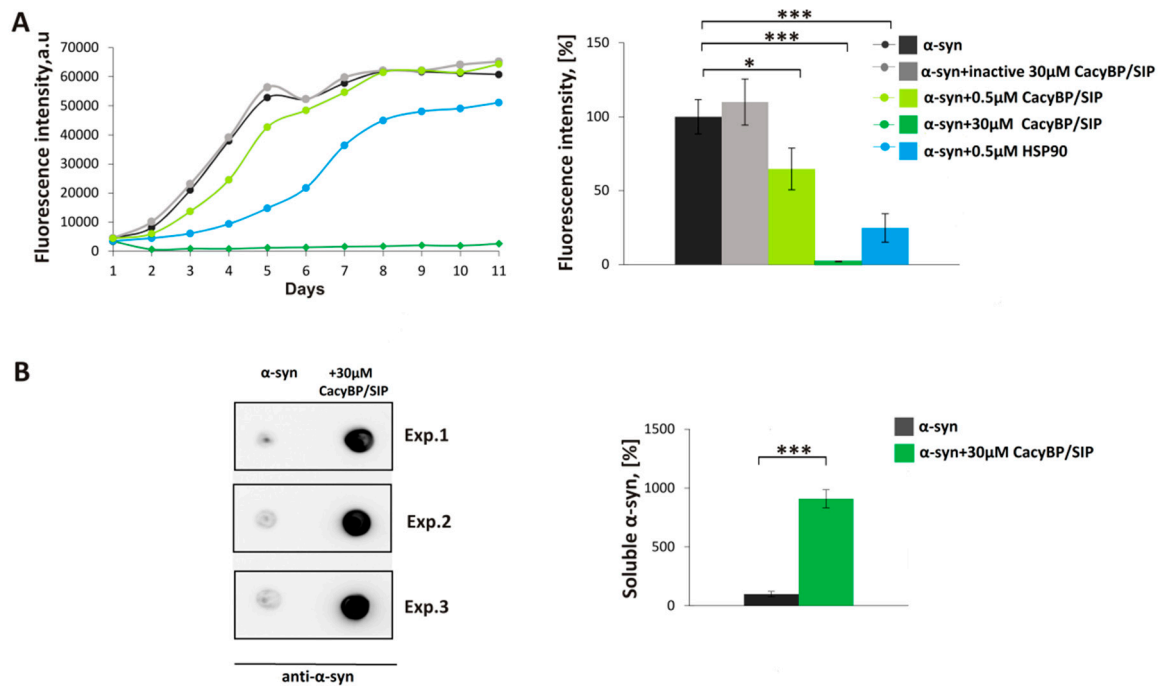 A
Fluorescence intensity,a.u
70000
60000
50000
40000
30000
20000
10000
0
1 2 3 4 5 6 7 8 9 10 11
Days
Fluorescence intensity, [%]
150
100
50
0
***
***
*
α-syn
α-syn+inactive 30μM CacyBP/SIP
α-syn+0.5μM CacyBP/SIP
α-syn+30μM CacyBP/SIP
α-syn+0.5μM HSP90
B
α-syn +30μM
CacyBP/SIP
Exp.1
Exp.2
Exp.3
anti-α-syn
Soluble α-syn, [%]
1500
1000
500
0
***
α-syn
α-syn+30μM CacyBP/SIP